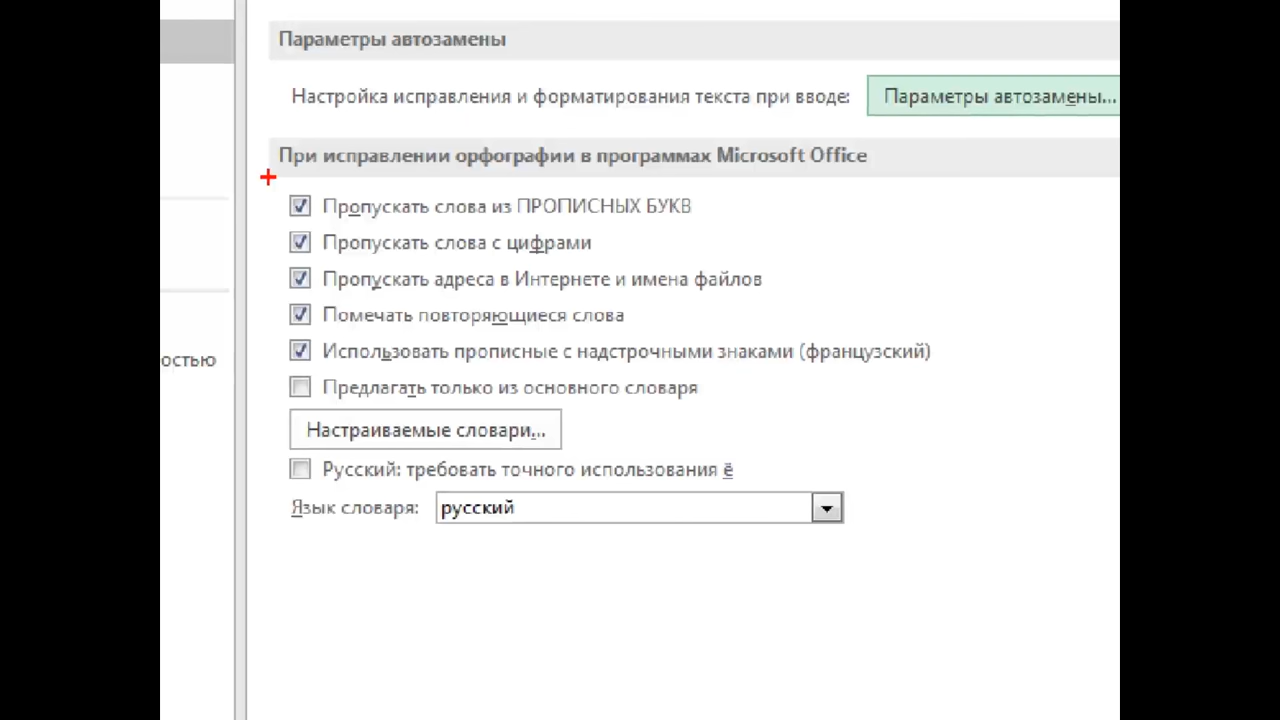 Параметры автозамены
Настройка исправления и форматирования текста при вводе: Параметры автозамены...
При исправлении орфографии в программах Microsoft Office
Пропускать слова из ПРОПИСНЫХ БУКВ
Пропускать слова с цифрами
Пропускать адреса в Интернете и имена файлов
Помечать повторяющиеся слова
Использовать прописные с надстрочными знаками (французский)
остью
Предлагать только из основного словаря
Настраиваемые словари...
Русский: требовать точного использования ё
Язык словаря: русский